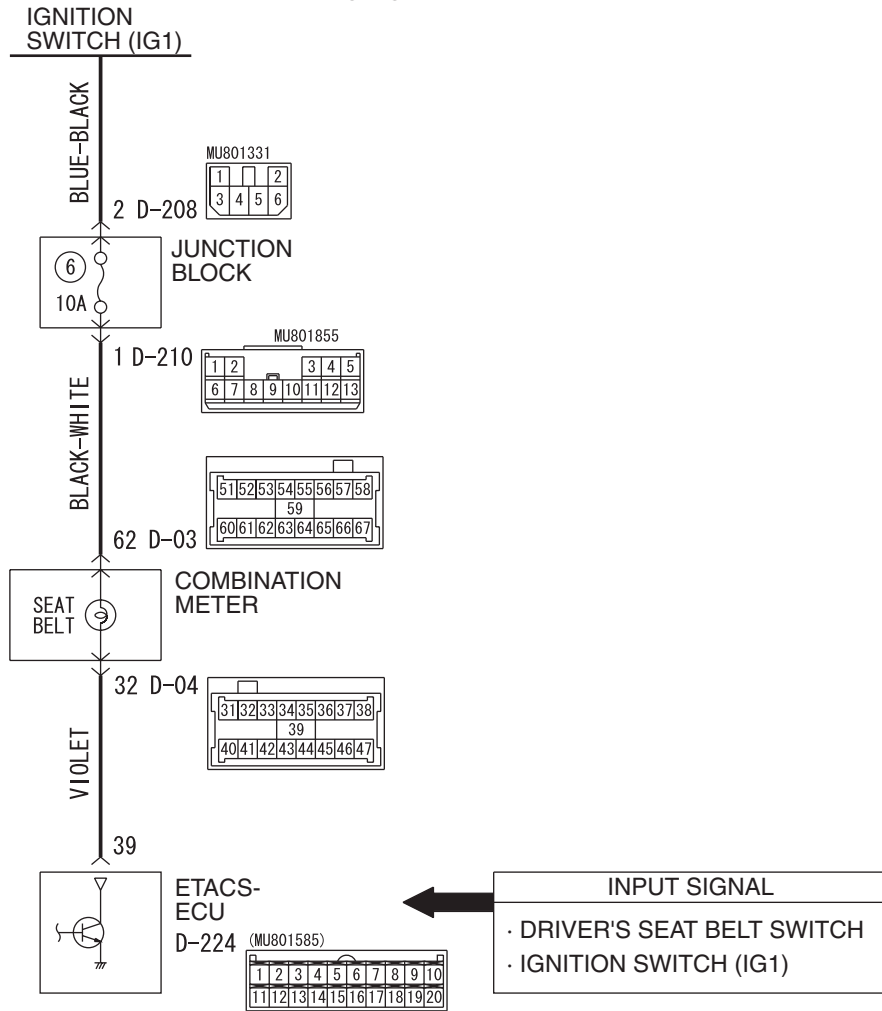 IGNITION
SWITCH (IG1)
BLUE-BLACK
MU801331
1 2
3 4 5 6
2 D-208
JUNCTION
BLOCK
6
10A
MU801855
1 D-210
1 2 3 4 5
6 7 8 9 10 11 12 13
BLACK-WHITE
51 52 53 54 55 56 57 58
59
60 61 62 63 64 65 66 67
62 D-03
COMBINATION
METER
SEAT
BELT
32 D-04
31 32 33 34 35 36 37 38
39
40 41 42 43 44 45 46 47
VIOLET
39
ETACS-
ECU
D-224 (MU801585)
1 2 3 4 5 6 7 8 9 10
11 12 13 14 15 16 17 18 19 20
INPUT SIGNAL
· DRIVER'S SEAT BELT SWITCH
· IGNITION SWITCH (IG1)